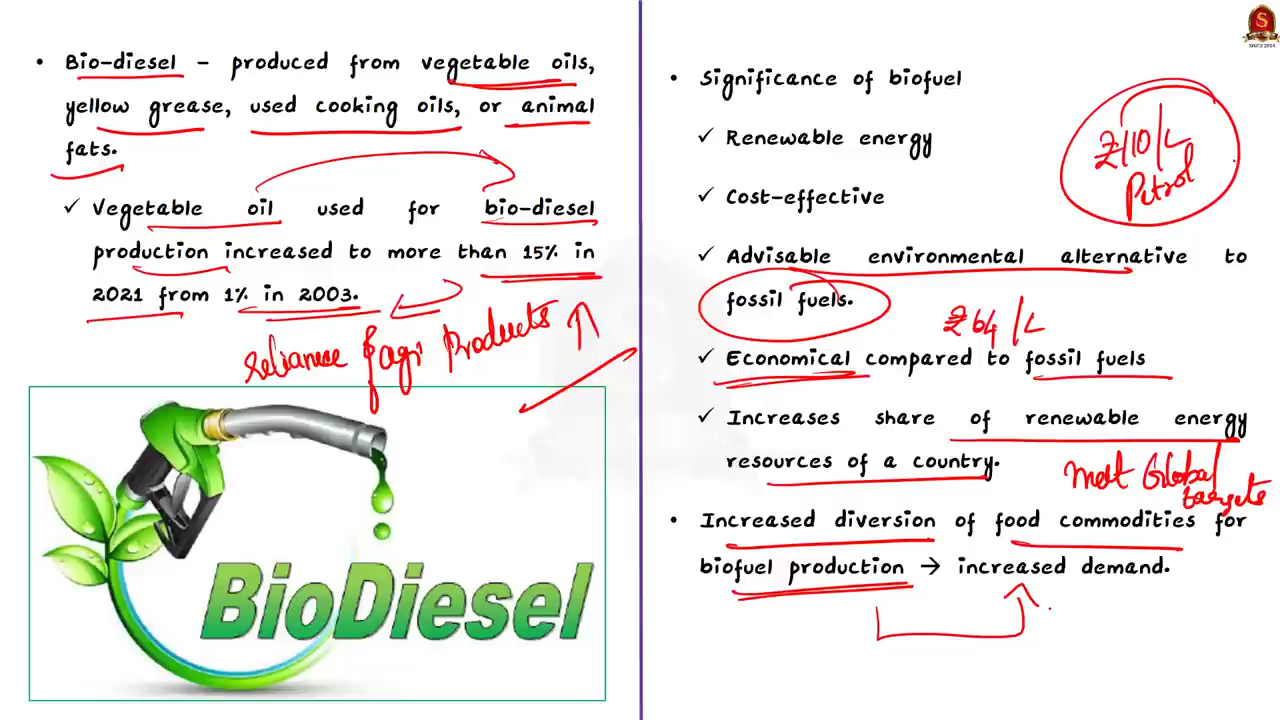 • Bio-diesel – produced from vegetable oils,
yellow grease, used cooking oils, or animal
fats.
✓ Vegetable oil used for bio-diesel
production increased to more than 15% in
2021 from 1% in 2003.
reliance of agri Products ↑
BioDiesel
S
SINCE 2004
• Significance of biofuel
✓ Renewable energy
₹110/L
Petrol
✓ Cost-effective
✓ Advisable environmental alternative to
fossil fuels.
₹64/L
✓ Economical compared to fossil fuels
✓ Increases share of renewable energy
resources of a country.
meet Global
targets
• Increased diversion of food commodities for
biofuel production → increased demand.